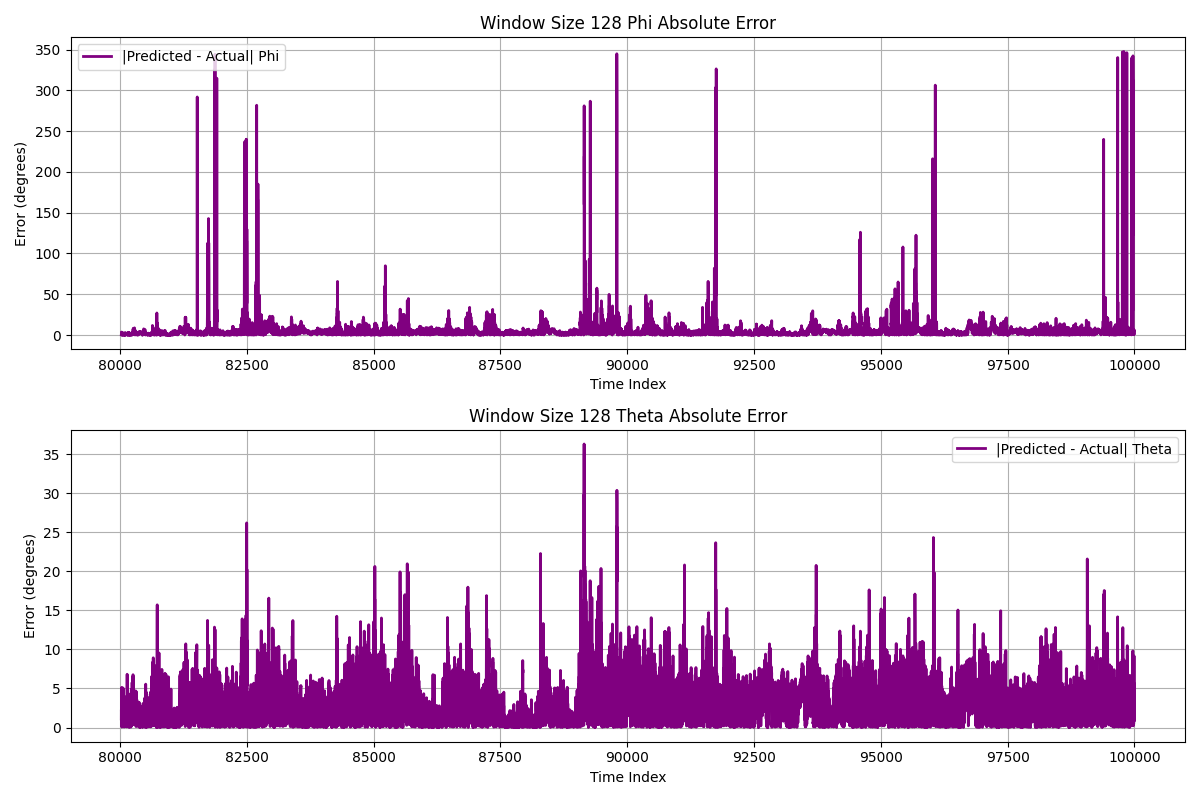 Window Size 128 Phi Absolute Error
|Predicted - Actual| Phi
Error (degrees)
350
300
250
200
150
100
50
0
80000 82500 85000 87500 90000 92500 95000 97500 100000
Time Index
Window Size 128 Theta Absolute Error
|Predicted - Actual| Theta
Error (degrees)
35
30
25
20
15
10
5
0
80000 82500 85000 87500 90000 92500 95000 97500 100000
Time Index